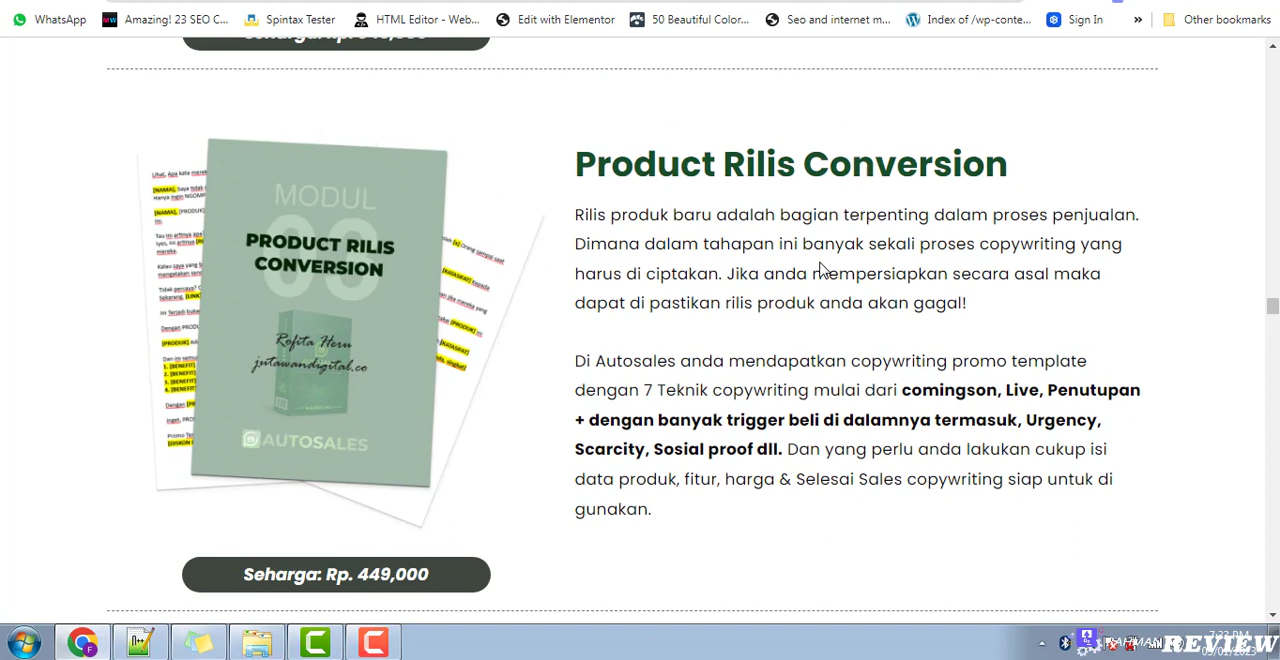 WhatsApp
Amazing! 23 SEO C...
Spintax Tester
HTML Editor - Web...
Edit with Elementor
50 Beautiful Color...
Seo and internet m...
Index of /wp-conte...
Sign In
»
Other bookmarks
Product Rilis Conversion
Rilis produk baru adalah bagian terpenting dalam proses penjualan.
Dimana dalam tahapan ini banyak sekali proses copywriting yang
harus di ciptakan. Jika anda mempersiapkan secara asal maka
dapat di pastikan rilis produk anda akan gagal!
Di Autosales anda mendapatkan copywriting promo template
dengan 7 Teknik copywriting mulai dari comingson, Live, Penutupan
+ dengan banyak trigger beli di dalamnya termasuk, Urgency,
Scarcity, Sosial proof dll. Dan yang perlu anda lakukan cukup isi
data produk, fitur, harga & Selesai Sales copywriting siap untuk di
gunakan.
MODUL
PRODUCT RILIS
CONVERSION
Rofita Heru
jutawandigital.co
AUTOSALES
Seharga: Rp. 449,000
REVIEW